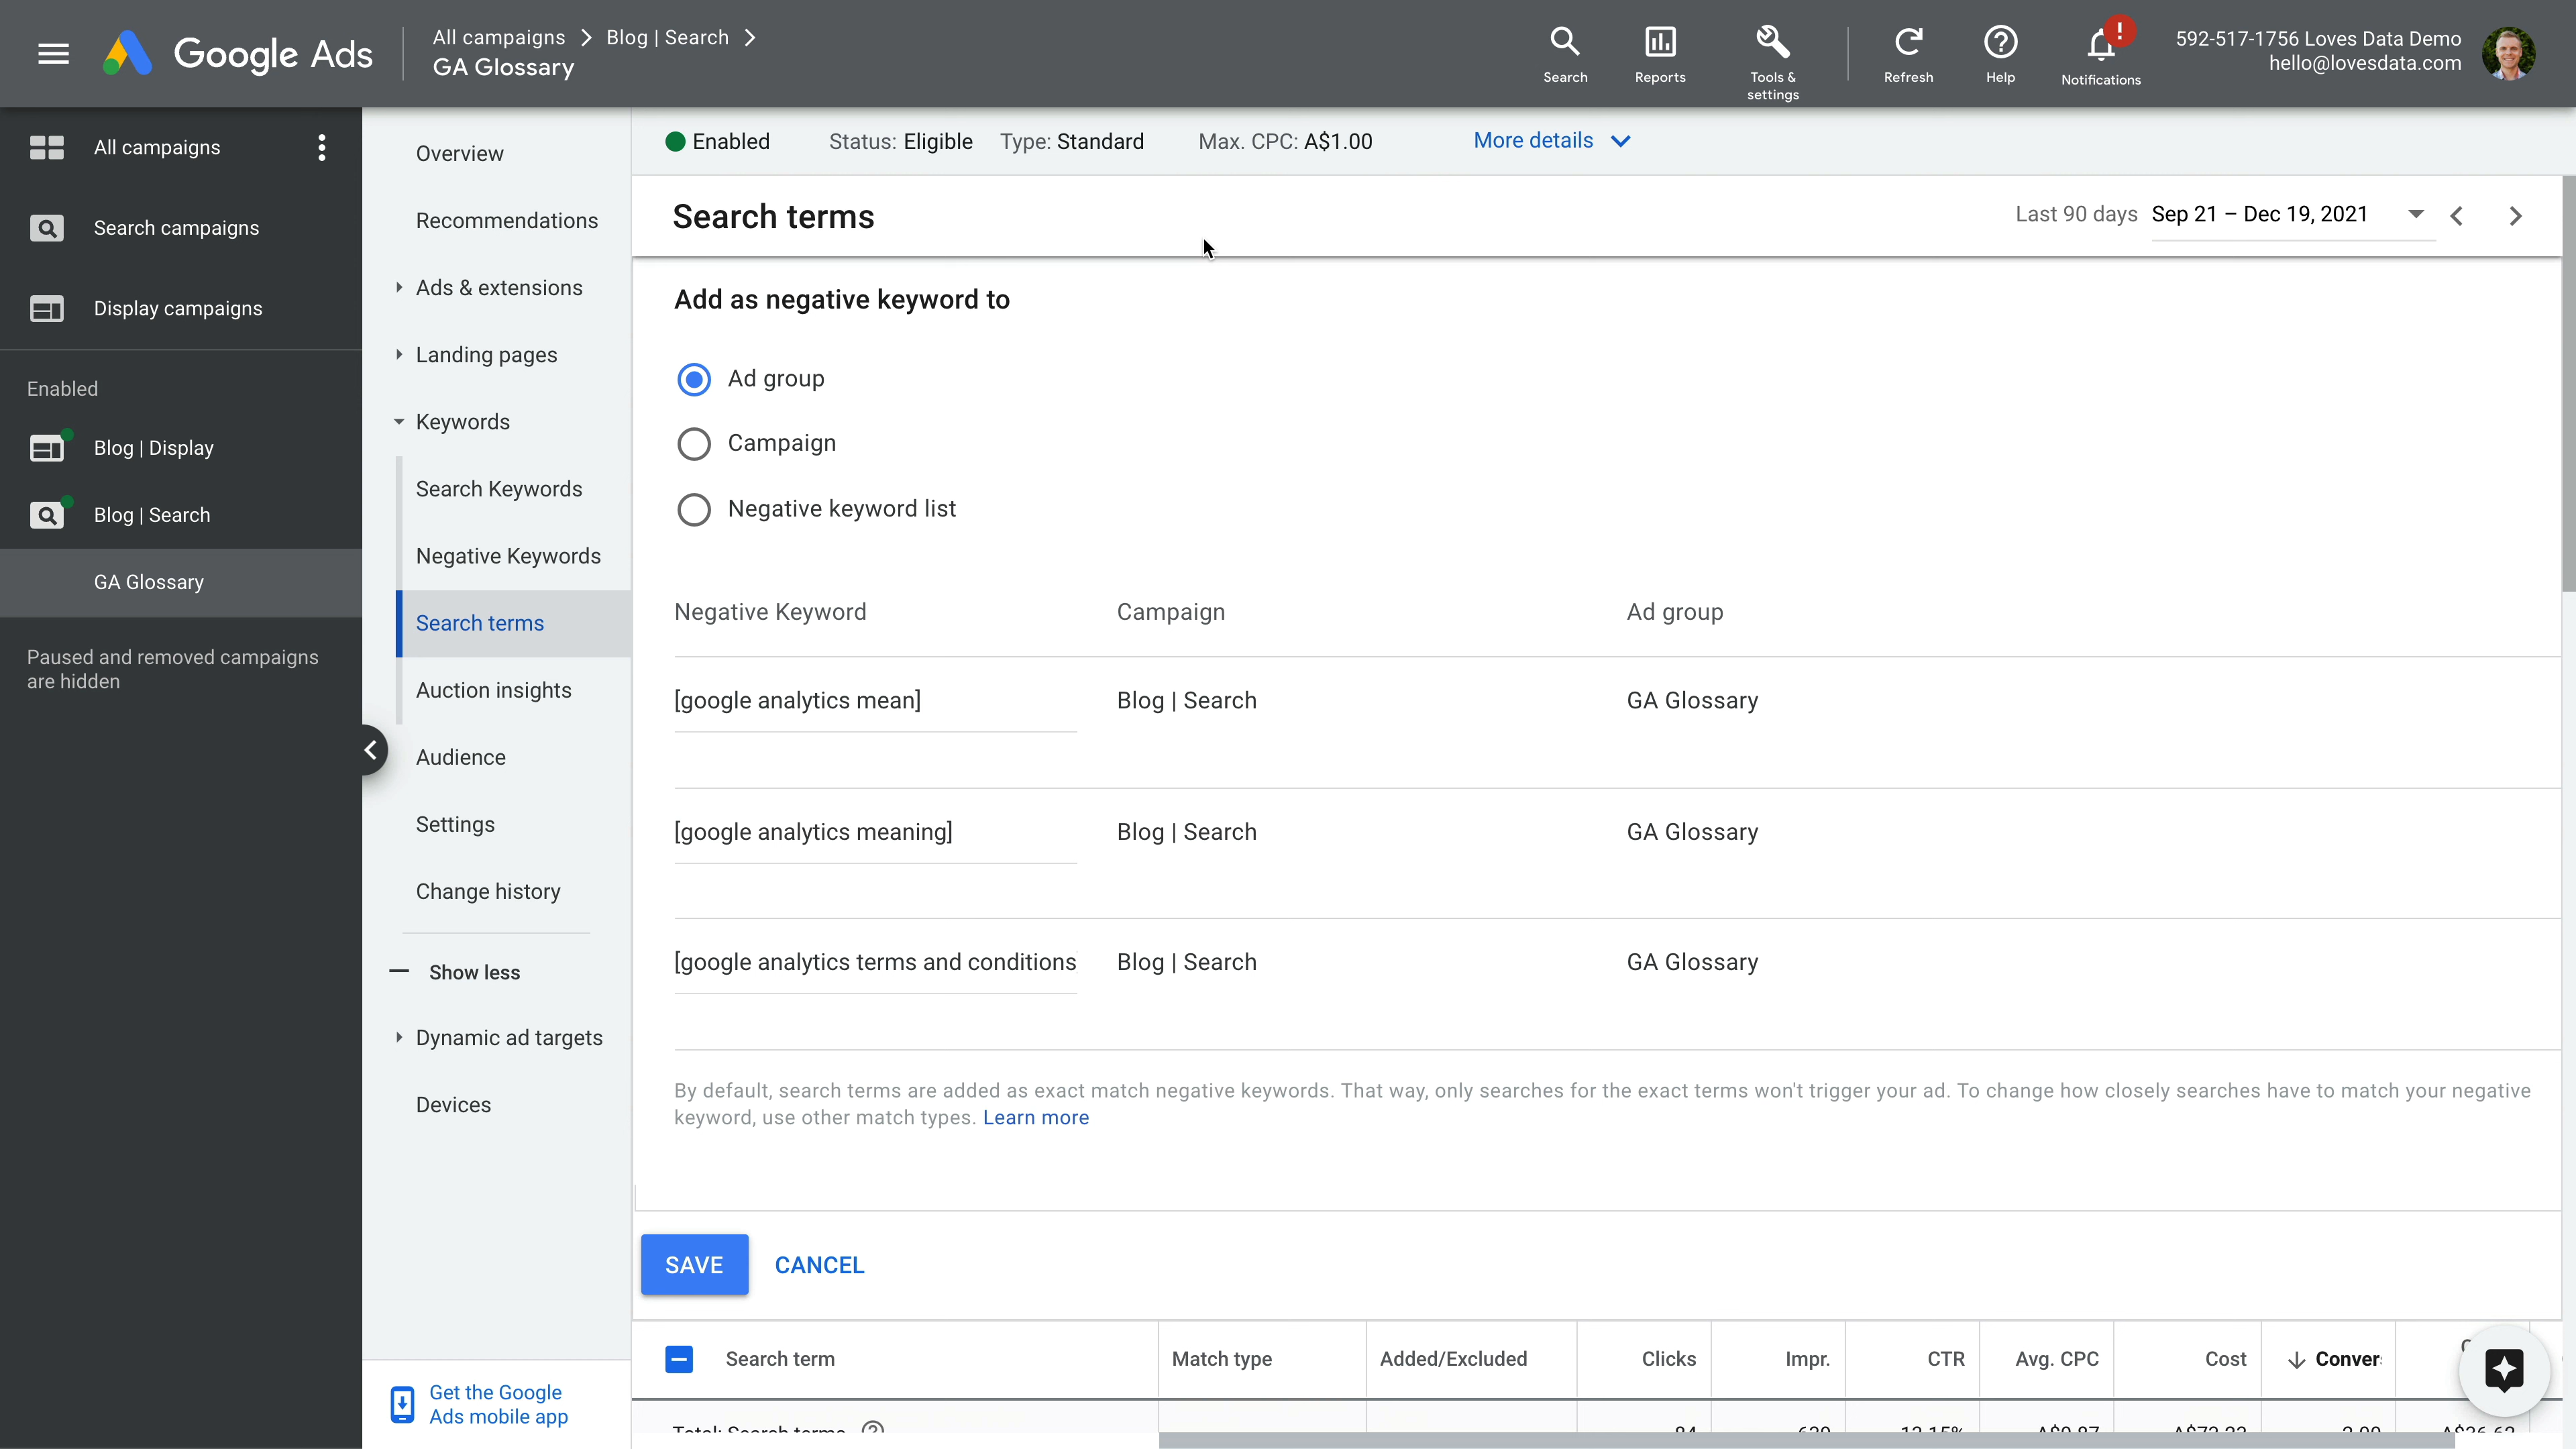 Google Ads
All campaigns > Blog | Search >
GA Glossary
Search
Reports
Tools &
settings
Refresh
Help
!
Notifications
592-517-1756 Loves Data Demo
hello@lovesdata.com
All campaigns
Search campaigns
Display campaigns
Enabled
Blog | Display
Blog | Search
GA Glossary
Paused and removed campaigns
are hidden
Overview
Recommendations
Ads & extensions
Landing pages
Keywords
Search Keywords
Negative Keywords
Search terms
Auction insights
Audience
Settings
Change history
Show less
Dynamic ad targets
Devices
Get the Google
Ads mobile app
Enabled Status: Eligible Type: Standard Max. CPC: A$1.00 More details
Search terms
Last 90 days Sep 21 – Dec 19, 2021
Add as negative keyword to
Ad group
Campaign
Negative keyword list
Negative Keyword Campaign Ad group
[google analytics mean] Blog | Search GA Glossary
[google analytics meaning] Blog | Search GA Glossary
[google analytics terms and conditions Blog | Search GA Glossary
By default, search terms are added as exact match negative keywords. That way, only searches for the exact terms won't trigger your ad. To change how closely searches have to match your negative
keyword, use other match types. Learn more
SAVE CANCEL
Search term Match type Added/Excluded Clicks Impr. CTR Avg. CPC Cost Conver
Total: Search terms